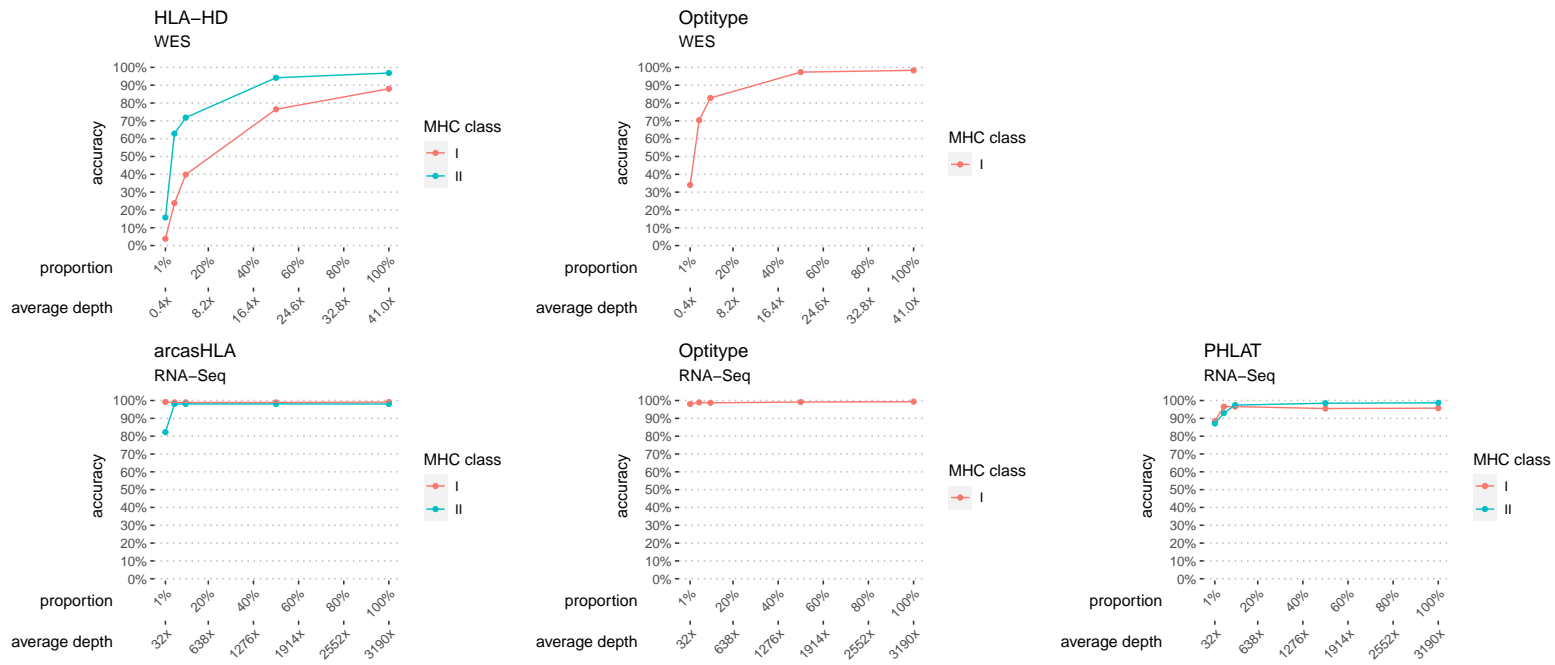 HLA−HD
WES
accuracy
100%
90%
80%
70%
60%
50%
40%
30%
20%
10%
0%
proportion
1% 20% 40% 60% 80% 100%
average depth
0.4x 8.2x 16.4x 24.6x 32.8x 41.0x
MHC class
I
II
Optitype
WES
accuracy
100%
90%
80%
70%
60%
50%
40%
30%
20%
10%
0%
proportion
1% 20% 40% 60% 80% 100%
average depth
0.4x 8.2x 16.4x 24.6x 32.8x 41.0x
MHC class
I
arcasHLA
RNA−Seq
accuracy
100%
90%
80%
70%
60%
50%
40%
30%
20%
10%
0%
proportion
1% 20% 40% 60% 80% 100%
average depth
32x 638x 1276x 1914x 2552x 3190x
MHC class
I
II
Optitype
RNA−Seq
accuracy
100%
90%
80%
70%
60%
50%
40%
30%
20%
10%
0%
proportion
1% 20% 40% 60% 80% 100%
average depth
32x 638x 1276x 1914x 2552x 3190x
MHC class
I
PHLAT
RNA−Seq
accuracy
100%
90%
80%
70%
60%
50%
40%
30%
20%
10%
0%
proportion
1% 20% 40% 60% 80% 100%
average depth
32x 638x 1276x 1914x 2552x 3190x
MHC class
I
II